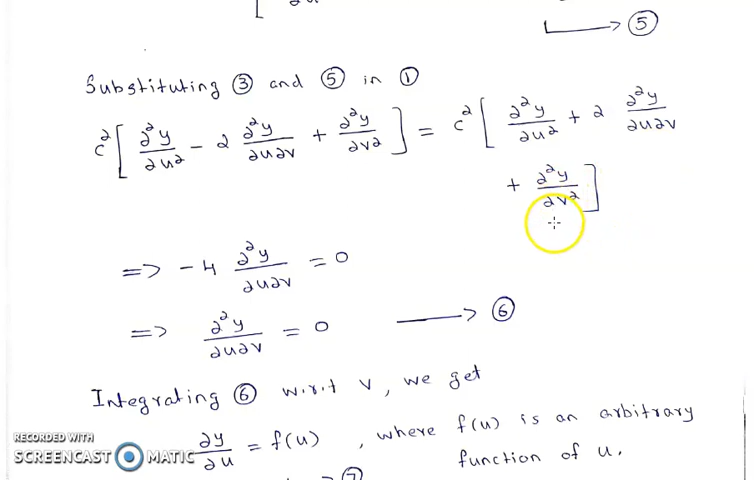 ⑤
Substituting ③ and ⑤ in ①
c²[∂²y/∂u² - 2 ∂²y/∂u∂v + ∂²y/∂v²] = c²[∂²y/∂u² + 2 ∂²y/∂u∂v
+ ∂²y/∂v²]
=> -4 ∂²y/∂u∂v = 0
=> ∂²y/∂u∂v = 0 ⟶ ⑥
Integrating ⑥ w.r.t v, we get
∂y/∂u = f(u), where f(u) is an arbitrary
function of u.
⑦
RECORDED WITH
SCREENCAST MATIC